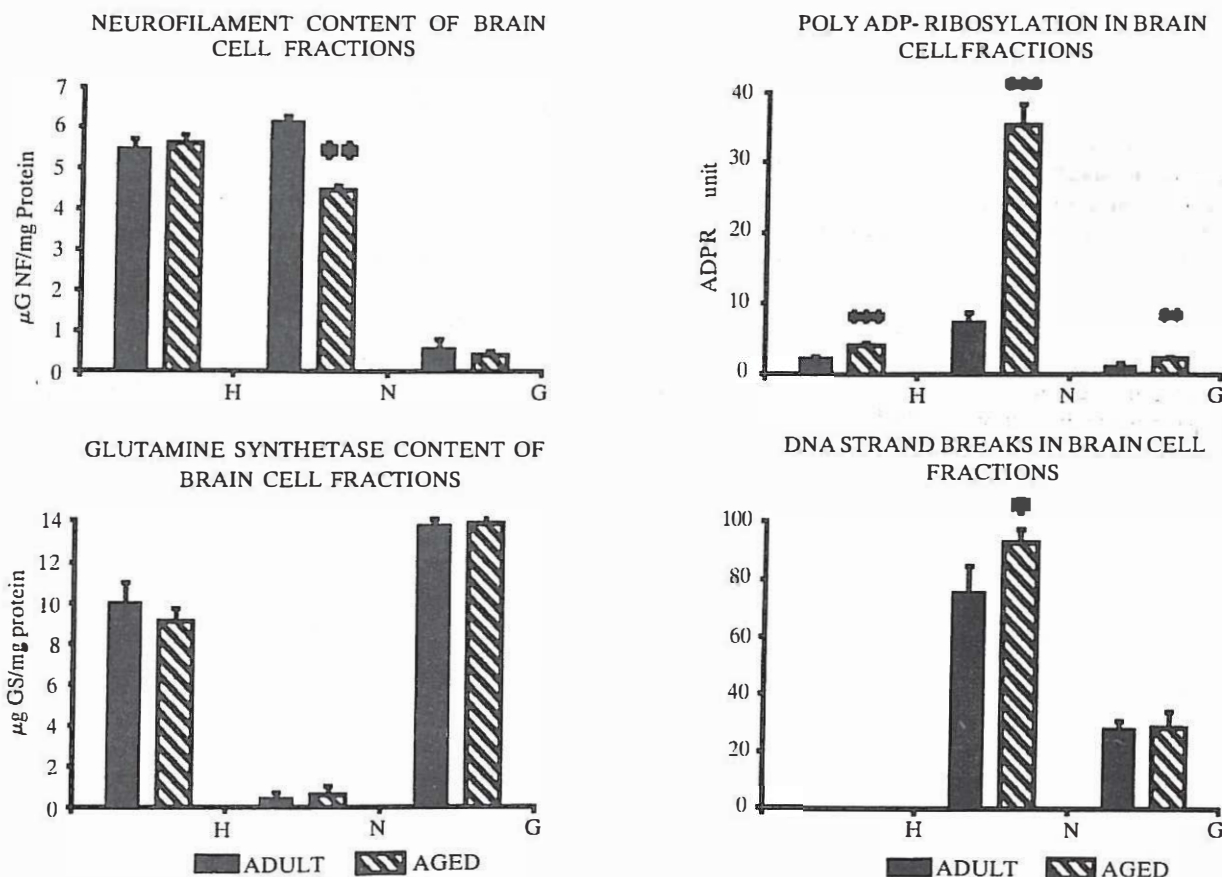 NEUROFILAMENT CONTENT OF BRAIN
CELL FRACTIONS
7
6
5
4
3
2
1
0
µG NF/mg Protein
H
N
G
POLY ADP- RIBOSYLATION IN BRAIN
CELL FRACTIONS
40
30
20
10
0
ADPR unit
H
N
G
GLUTAMINE SYNTHETASE CONTENT OF
BRAIN CELL FRACTIONS
14
12
10
8
6
4
2
0
µg GS/mg protein
H
N
G
ADULT
AGED
DNA STRAND BREAKS IN BRAIN CELL
FRACTIONS
100
80
60
40
20
0
H
N
G
ADULT
AGED